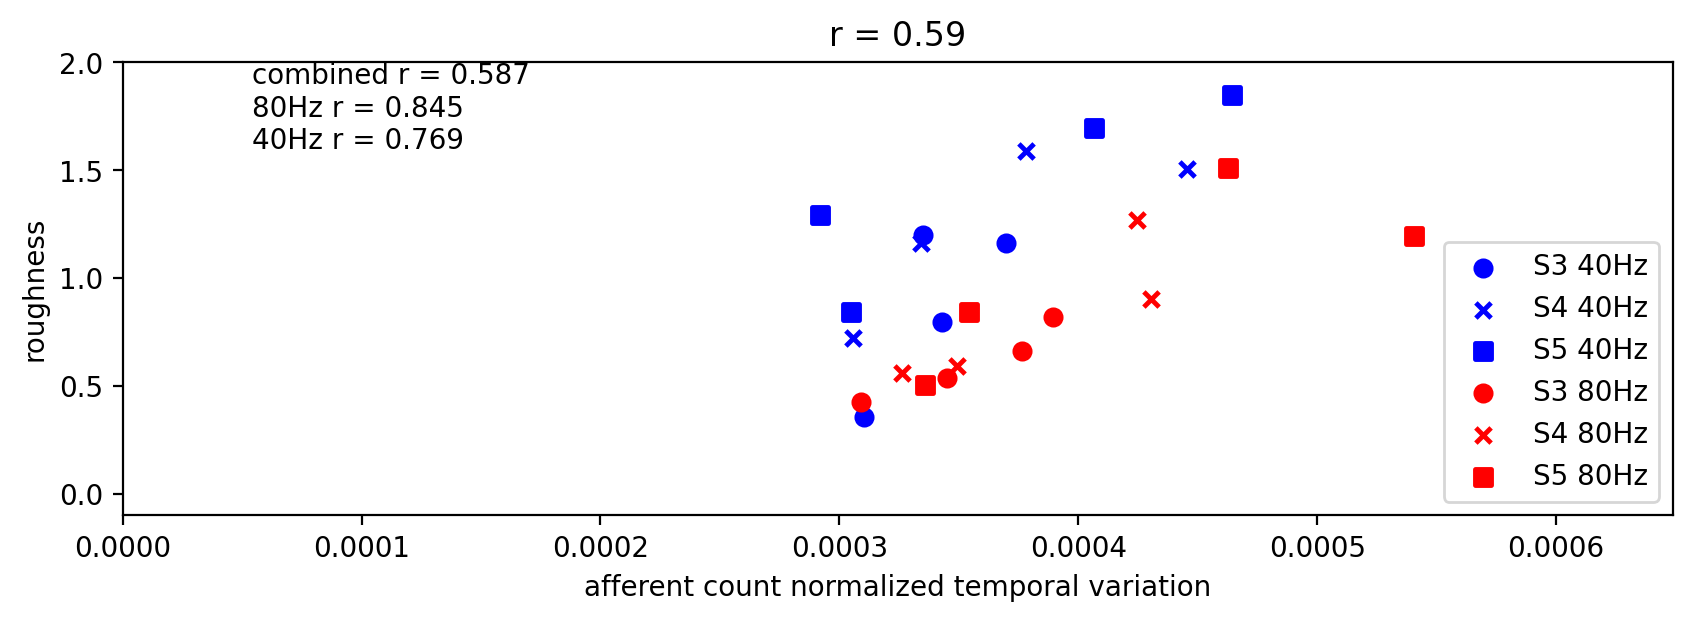 r = 0.59
combined r = 0.587
80Hz r = 0.845
40Hz r = 0.769
2.0
1.5
1.0
0.5
0.0
roughness
S3 40Hz
S4 40Hz
S5 40Hz
S3 80Hz
S4 80Hz
S5 80Hz
0.0000 0.0001 0.0002 0.0003 0.0004 0.0005 0.0006
afferent count normalized temporal variation